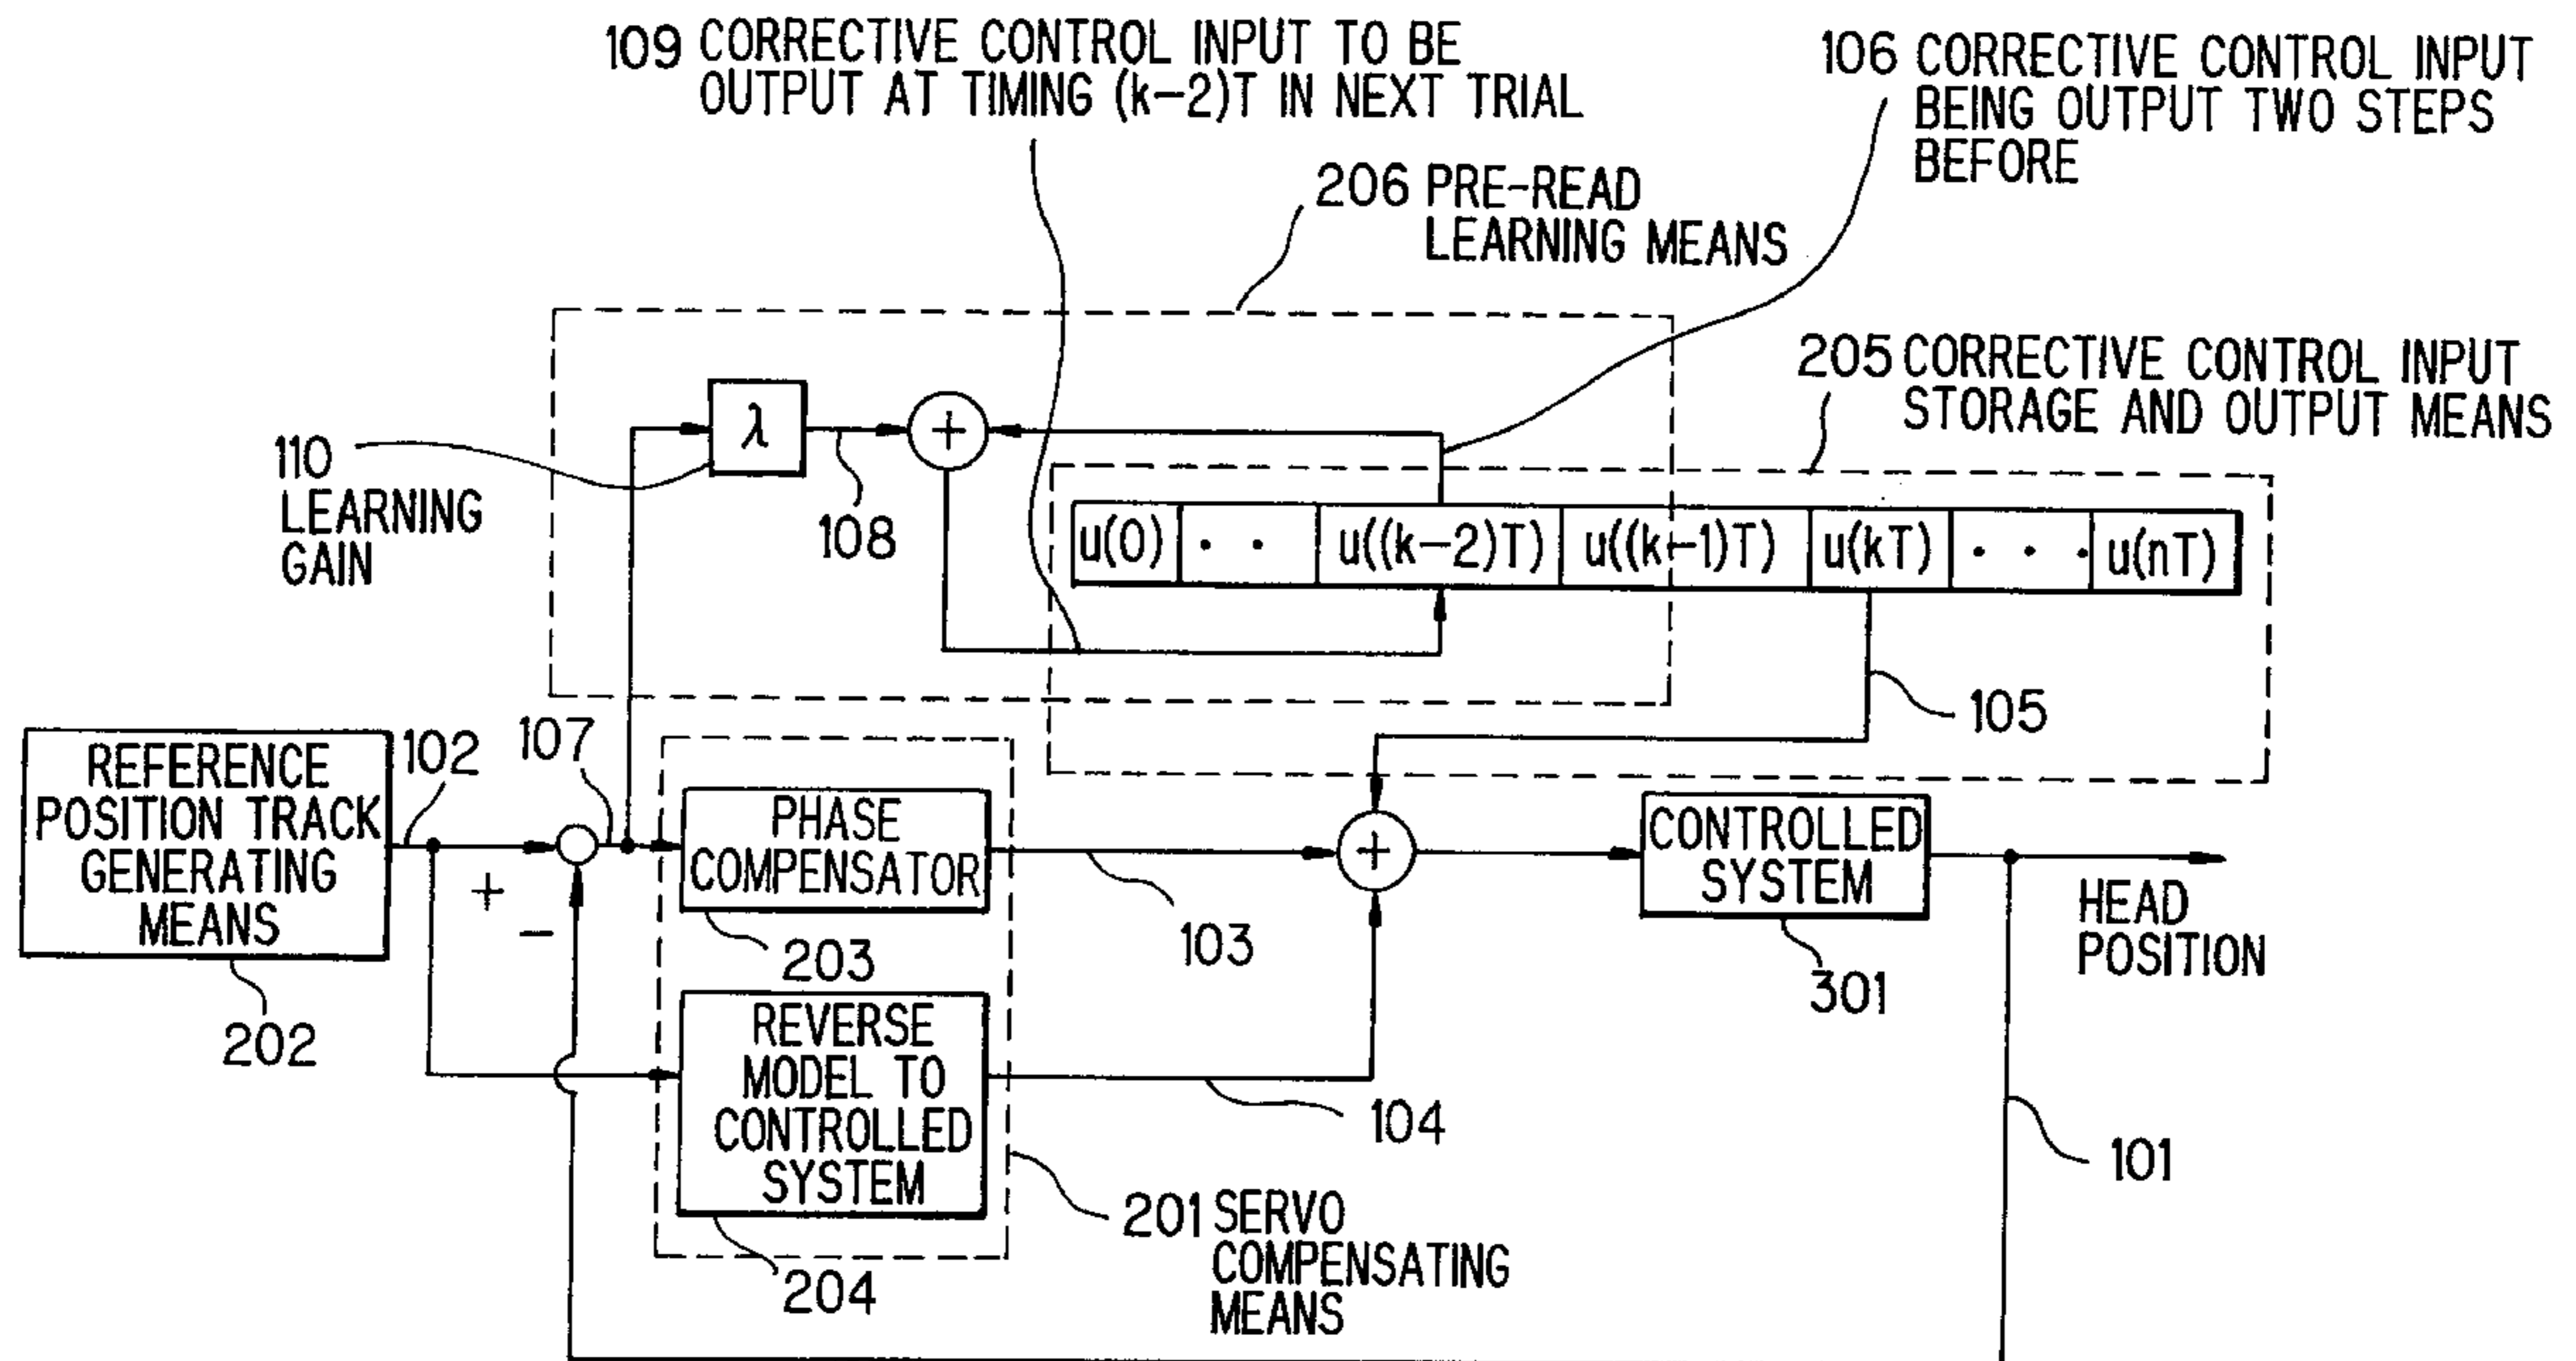 109 CORRECTIVE CONTROL INPUT TO BE
OUTPUT AT TIMING (k-2)T IN NEXT TRIAL
106 CORRECTIVE CONTROL INPUT
BEING OUTPUT TWO STEPS
BEFORE
206 PRE-READ
LEARNING MEANS
205 CORRECTIVE CONTROL INPUT
STORAGE AND OUTPUT MEANS
λ
+
110
LEARNING
GAIN
108
u(0)
· ·
u((k-2)T)
u((k-1)T)
u(kT)
· · ·
u(nT)
105
REFERENCE
POSITION TRACK
GENERATING
MEANS
102
107
+
-
202
PHASE
COMPENSATOR
203
103
+
CONTROLLED
SYSTEM
301
HEAD
POSITION
REVERSE
MODEL TO
CONTROLLED
SYSTEM
204
104
101
201 SERVO
COMPENSATING
MEANS